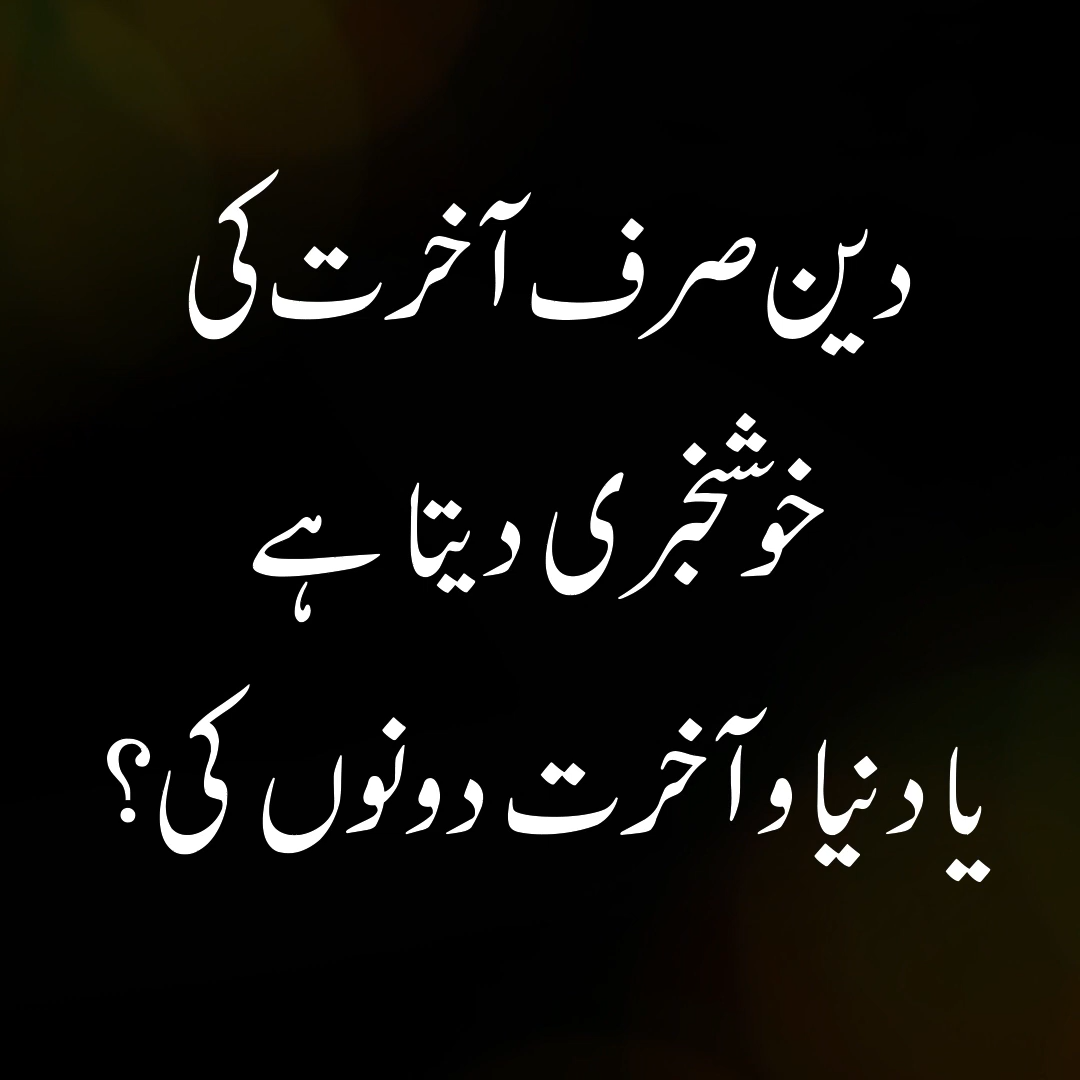 دین صرف آخرت کی
خوشخبری دیتا ہے
یا دنیا و آخرت دونوں کی؟